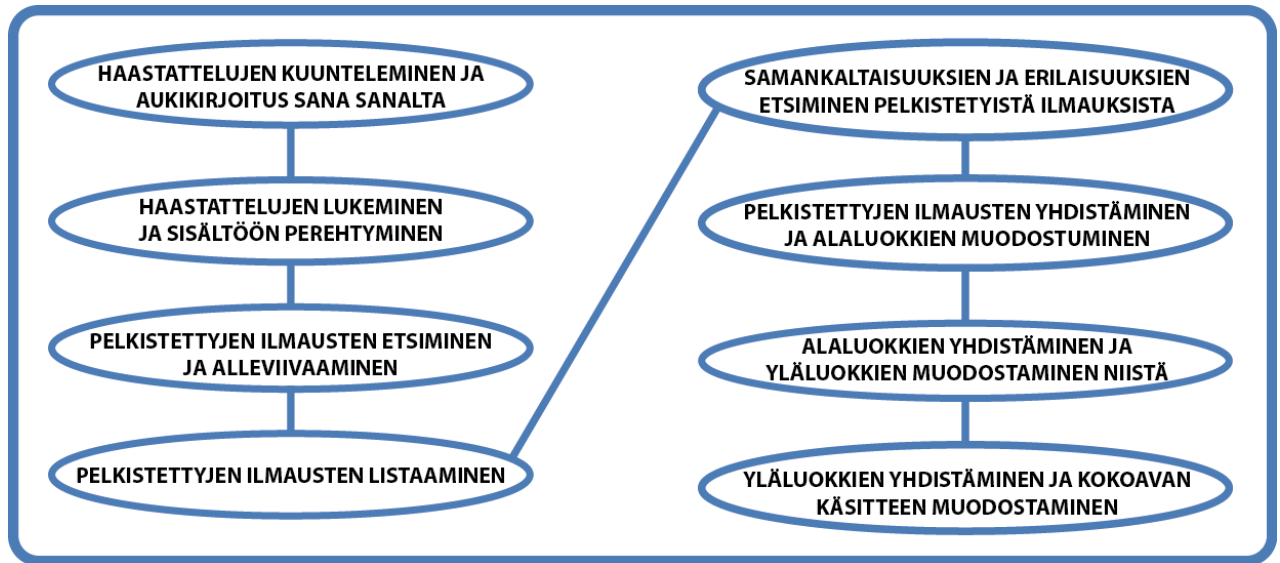 HAASTATTELUJEN KUUNTELEMINEN JA
AUKIKIRJOITUS SANA SANALTA
HAASTATTELUJEN LUKEMINEN
JA SISÄLTÖÖN PEREHTYMINEN
PELKISTETTYJEN ILMAUSTEN ETSIMINEN
JA ALLEVIIVAAMINEN
PELKISTETTYJEN ILMAUSTEN LISTAAMINEN
SAMANKALTAISUUKSIEN JA ERILAISUUKSIEN
ETSIMINEN PELKISTETYISTÄ ILMAUKSISTA
PELKISTETTYJEN ILMAUSTEN YHDISTÄMINEN
JA ALALUOKKIEN MUODOSTUMINEN
ALALUOKKIEN YHDISTÄMINEN JA
YLÄLUOKKIEN MUODOSTAMINEN NIISTÄ
YLÄLUOKKIEN YHDISTÄMINEN JA KOKOAVAN
KÄSITTEEN MUODOSTAMINEN